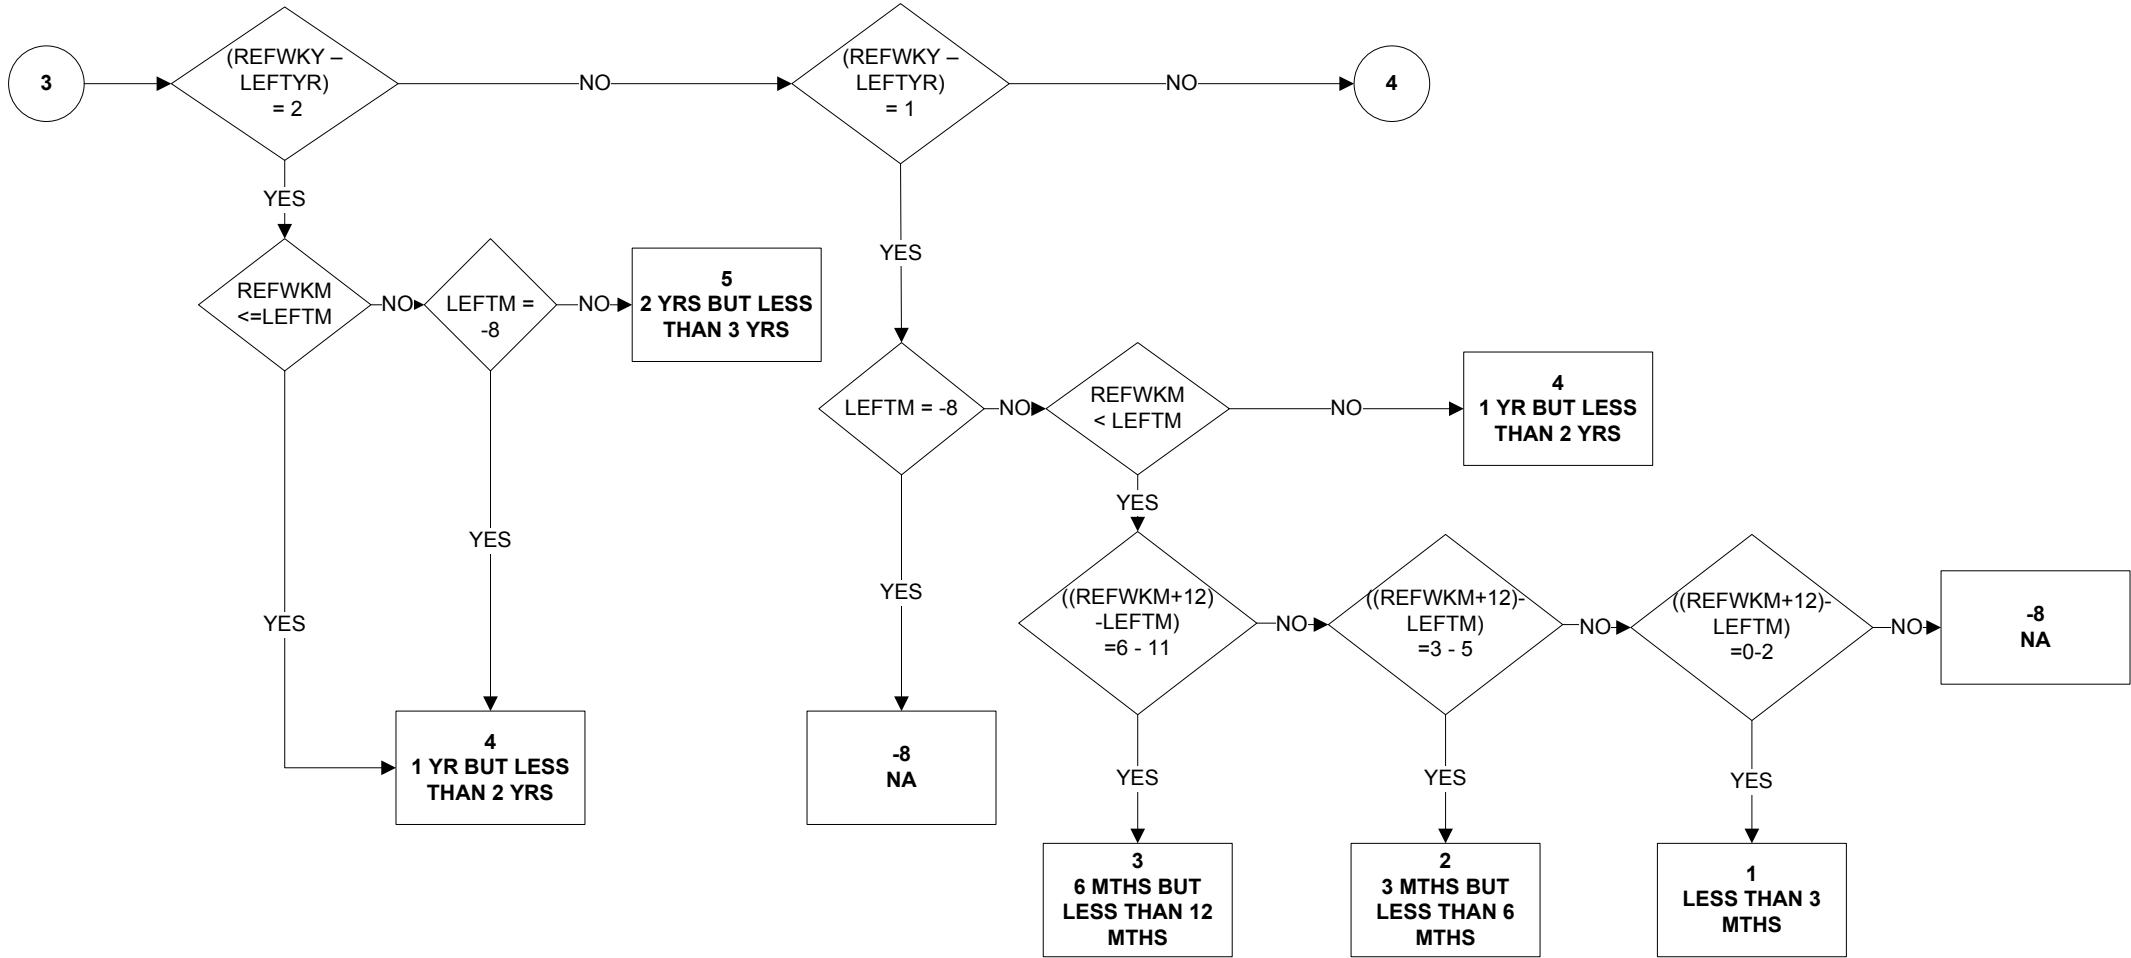 3
(REFWKY –
LEFTYR)
= 2
NO
(REFWKY –
LEFTYR)
= 1
NO
4
YES
YES
REFWKM
<=LEFTM
NO
LEFTM =
-8
NO
5
2 YRS BUT LESS
THAN 3 YRS
LEFTM = -8
NO
REFWKM
< LEFTM
NO
4
1 YR BUT LESS
THAN 2 YRS
YES
YES
YES
YES
((REFWKM+12)
-LEFTM)
=6 - 11
NO
((REFWKM+12)-
LEFTM)
=3 - 5
NO
((REFWKM+12)-
LEFTM)
=0-2
NO
-8
NA
4
1 YR BUT LESS
THAN 2 YRS
-8
NA
YES
YES
YES
3
6 MTHS BUT
LESS THAN 12
MTHS
2
3 MTHS BUT
LESS THAN 6
MTHS
1
LESS THAN 3
MTHS